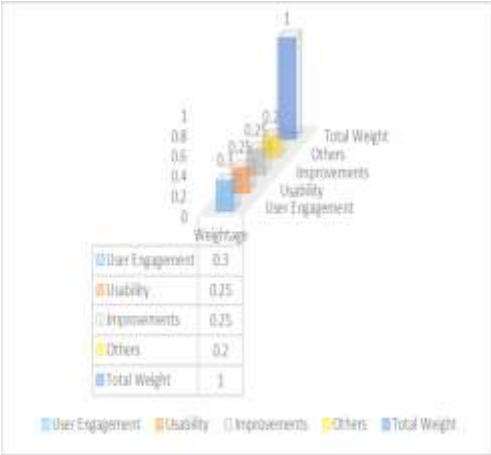 1
0.2
0.25
0.25
0.3
1
0.8
0.6
0.4
0.2
0
Total Weight
Others
Improvements
Usability
User Engagement
Weightage
User Engagement 0.3
Usability 0.25
Improvements 0.25
Others 0.2
Total Weight 1
User Engagement Usability Improvements Others Total Weight